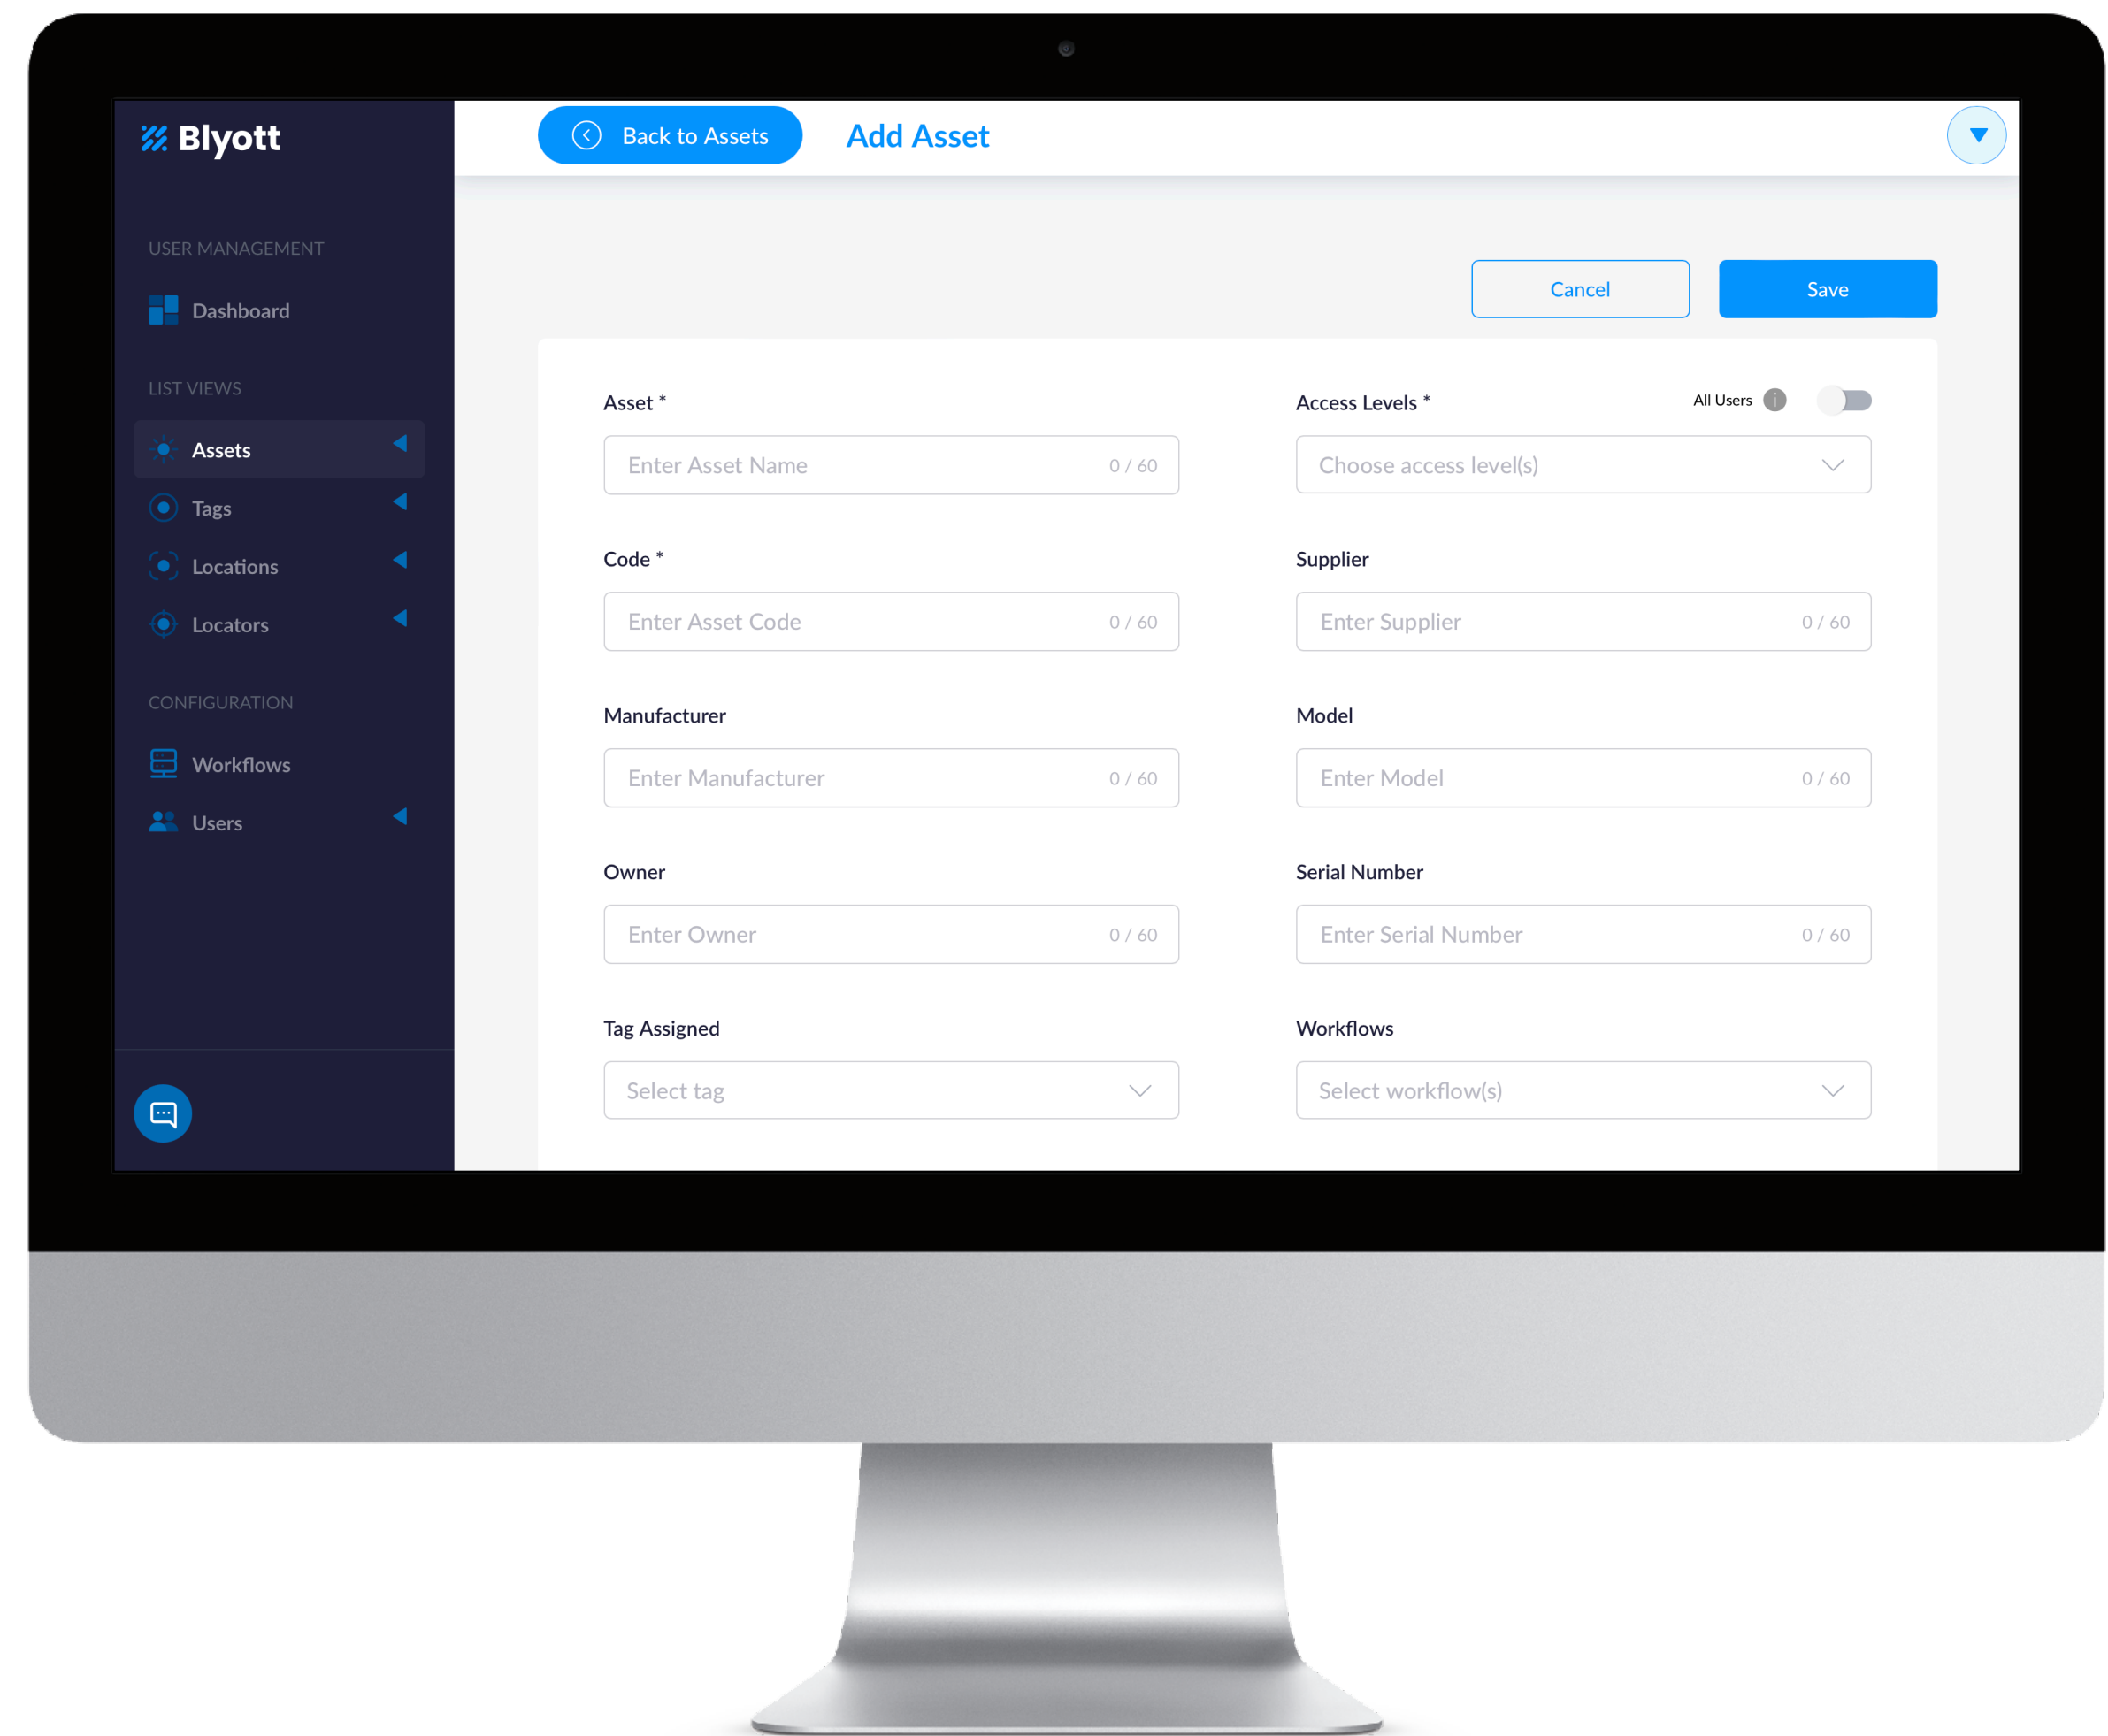 Blyott
Back to Assets
Add Asset
USER MANAGEMENT
Dashboard
LIST VIEWS
Assets
Tags
Locations
Locators
CONFIGURATION
Workflows
Users
Cancel
Save
Asset *
Enter Asset Name 0 / 60
Access Levels * All Users i
Choose access level(s)
Code *
Enter Asset Code 0 / 60
Supplier
Enter Supplier 0 / 60
Manufacturer
Enter Manufacturer 0 / 60
Model
Enter Model 0 / 60
Owner
Enter Owner 0 / 60
Serial Number
Enter Serial Number 0 / 60
Tag Assigned
Select tag
Workflows
Select workflow(s)